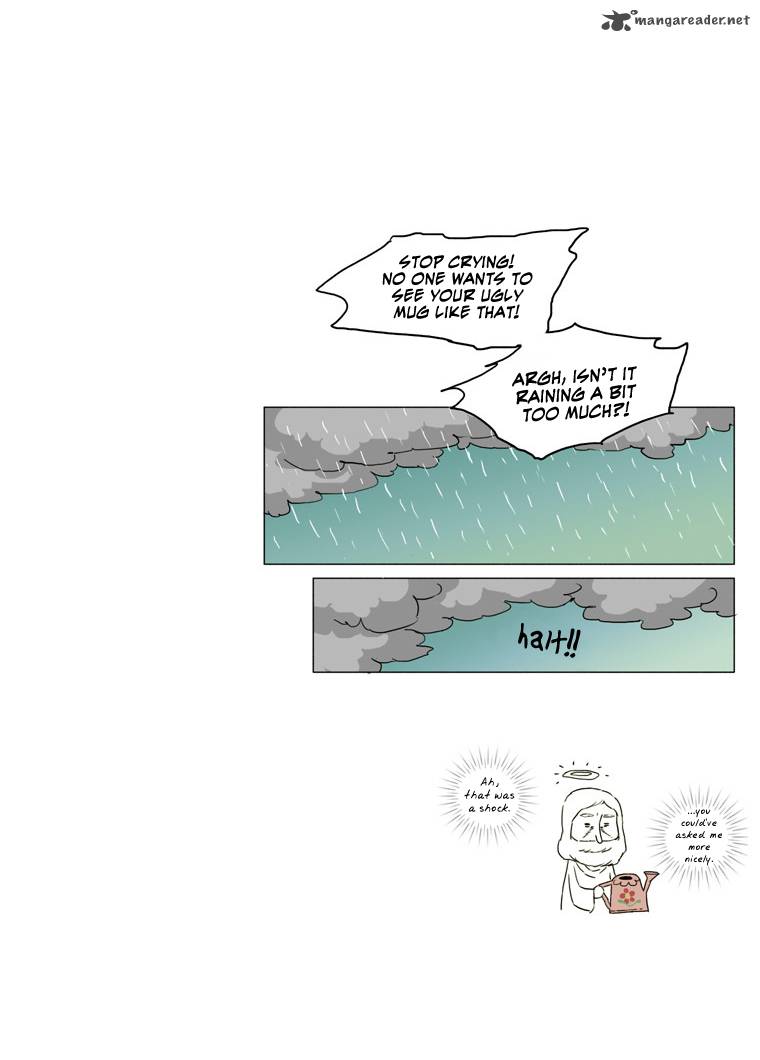 mangareader.net
STOP CRYING!
NO ONE WANTS TO
SEE YOUR UGLY
MUG LIKE THAT!
ARGH, ISN'T IT
RAINING A BIT
TOO MUCH?!
halt!!
Ah,
that was
a shock.
...you
could've
asked me
more
nicely.